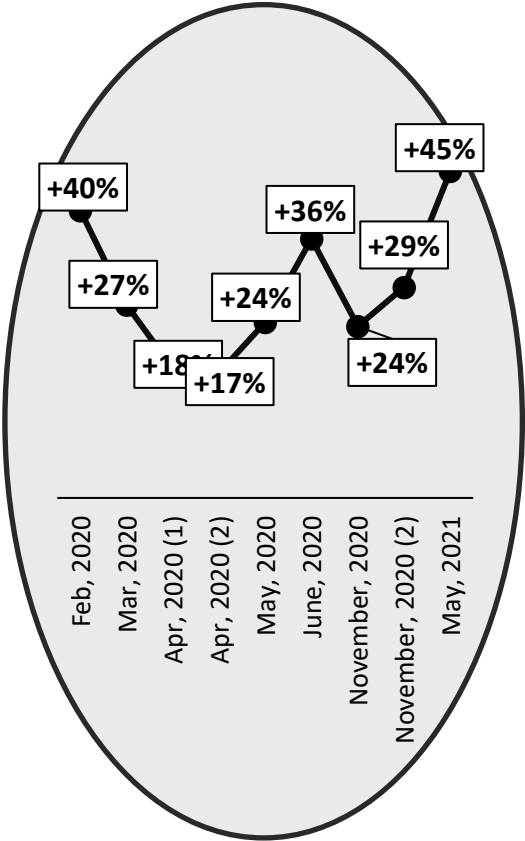 +40%
+27%
+18%
+17%
+24%
+36%
+24%
+29%
+45%
Feb, 2020
Mar, 2020
Apr, 2020 (1)
Apr, 2020 (2)
May, 2020
June, 2020
November, 2020
November, 2020 (2)
May, 2021